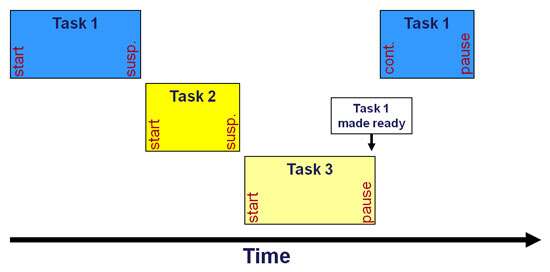 Task 1
start
susp.
Task 2
start
susp.
Task 3
start
pause
Task 1
made ready
Task 1
cont.
pause
Time